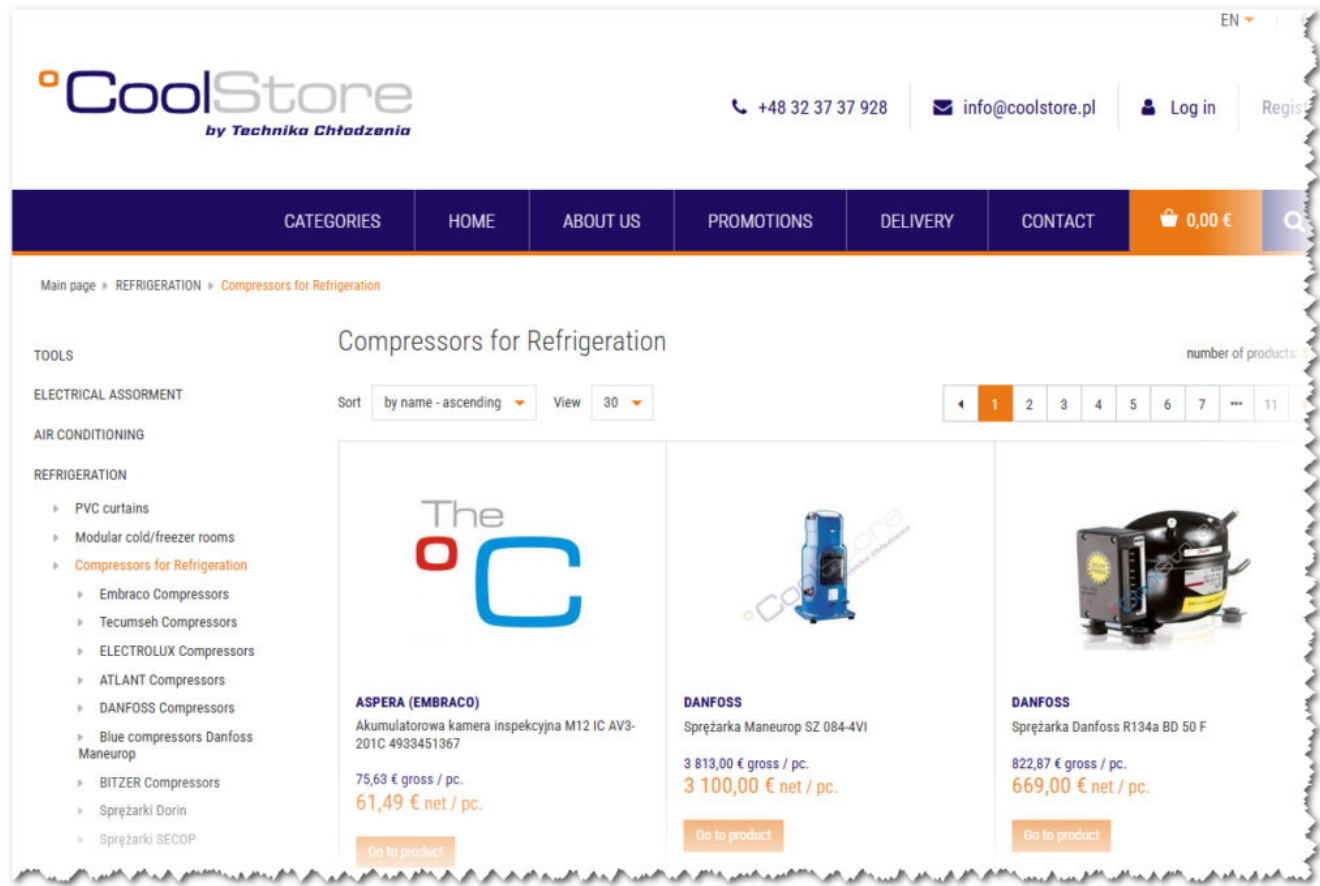 EN
°CoolStore
by Technika Chłodzenia
+48 32 37 37 928
info@coolstore.pl
Log in
CATEGORIES
HOME
ABOUT US
PROMOTIONS
DELIVERY
CONTACT
0,00 €
Main page
REFRIGERATION
Compressors for Refrigeration
TOOLS
ELECTRICAL ASSORMENT
AIR CONDITIONING
REFRIGERATION
PVC curtains
Modular cold/freezer rooms
Compressors for Refrigeration
Embraco Compressors
Tecumseh Compressors
ELECTROLUX Compressors
ATLANT Compressors
DANFOSS Compressors
Blue compressors Danfoss
Maneurop
BITZER Compressors
Sprężarki Dorin
Sprężarki SECOP
Compressors for Refrigeration
number of products:
Sort by name - ascending View 30
1 2 3 4 5 6 7 ... 11
The
°C
ASPERA (EMBRACO)
Akumulatorowa kamera inspekcyjna M12 IC AV3-
201C 4933451367
75,63 € gross / pc.
61,49 € net / pc.
Go to product
°CoolStore
DANFOSS
Sprężarka Maneurop SZ 084-4VI
3 813,00 € gross / pc.
3 100,00 € net / pc.
Go to product
°CoolStore
DANFOSS
Sprężarka Danfoss R134a BD 50 F
822,87 € gross / pc.
669,00 € net / pc.
Go to product